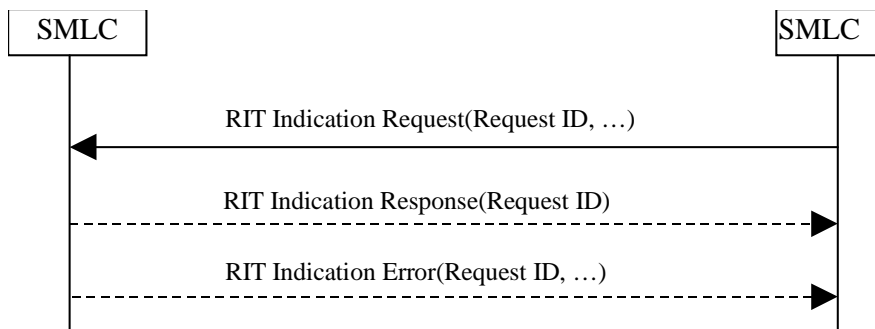 SMLC
SMLC
RIT Indication Request(Request ID, …)
RIT Indication Response(Request ID)
RIT Indication Error(Request ID, …)